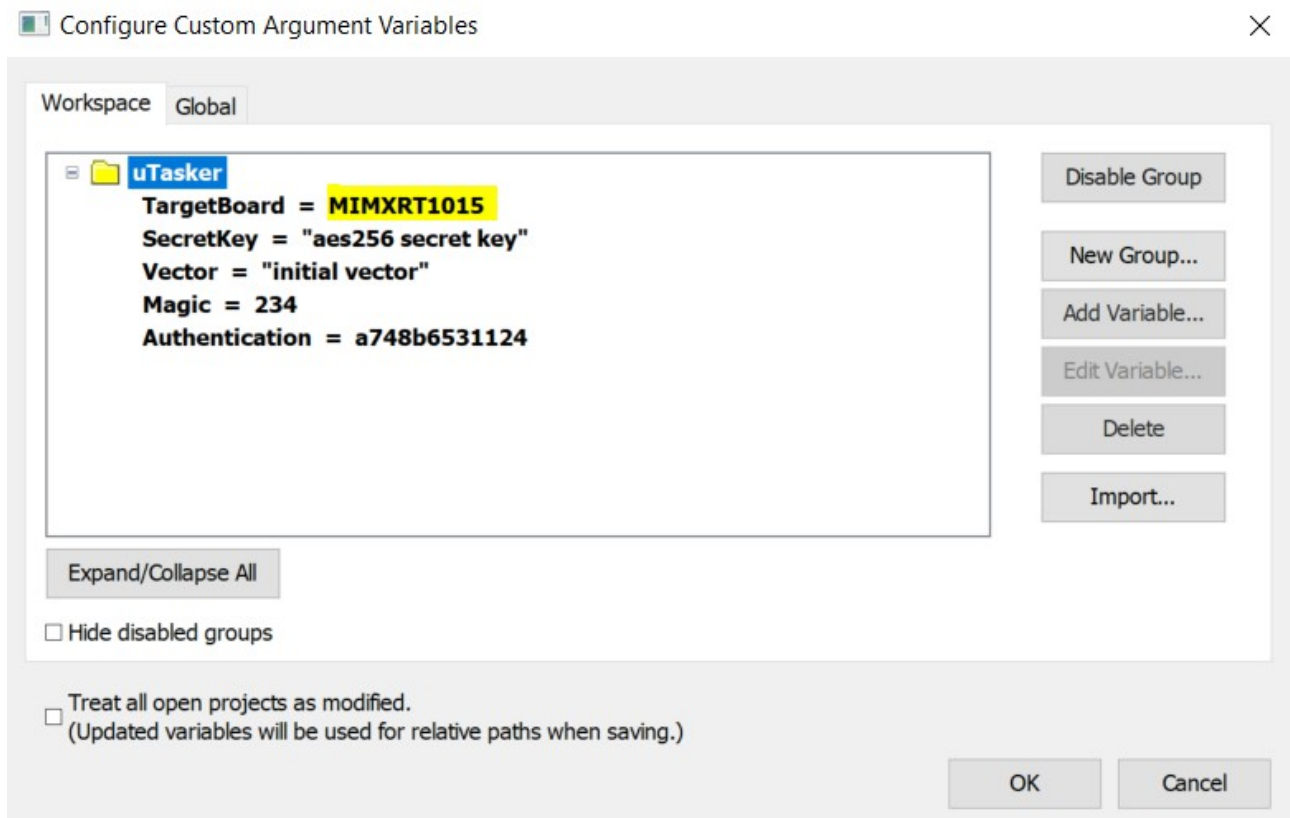 Configure Custom Argument Variables
Workspace Global
uTasker
TargetBoard = MIMXRT1015
SecretKey = "aes256 secret key"
Vector = "initial vector"
Magic = 234
Authentication = a748b6531124
Disable Group
New Group...
Add Variable...
Edit Variable...
Delete
Import...
Expand/Collapse All
Hide disabled groups
Treat all open projects as modified.
(Updated variables will be used for relative paths when saving.)
OK Cancel